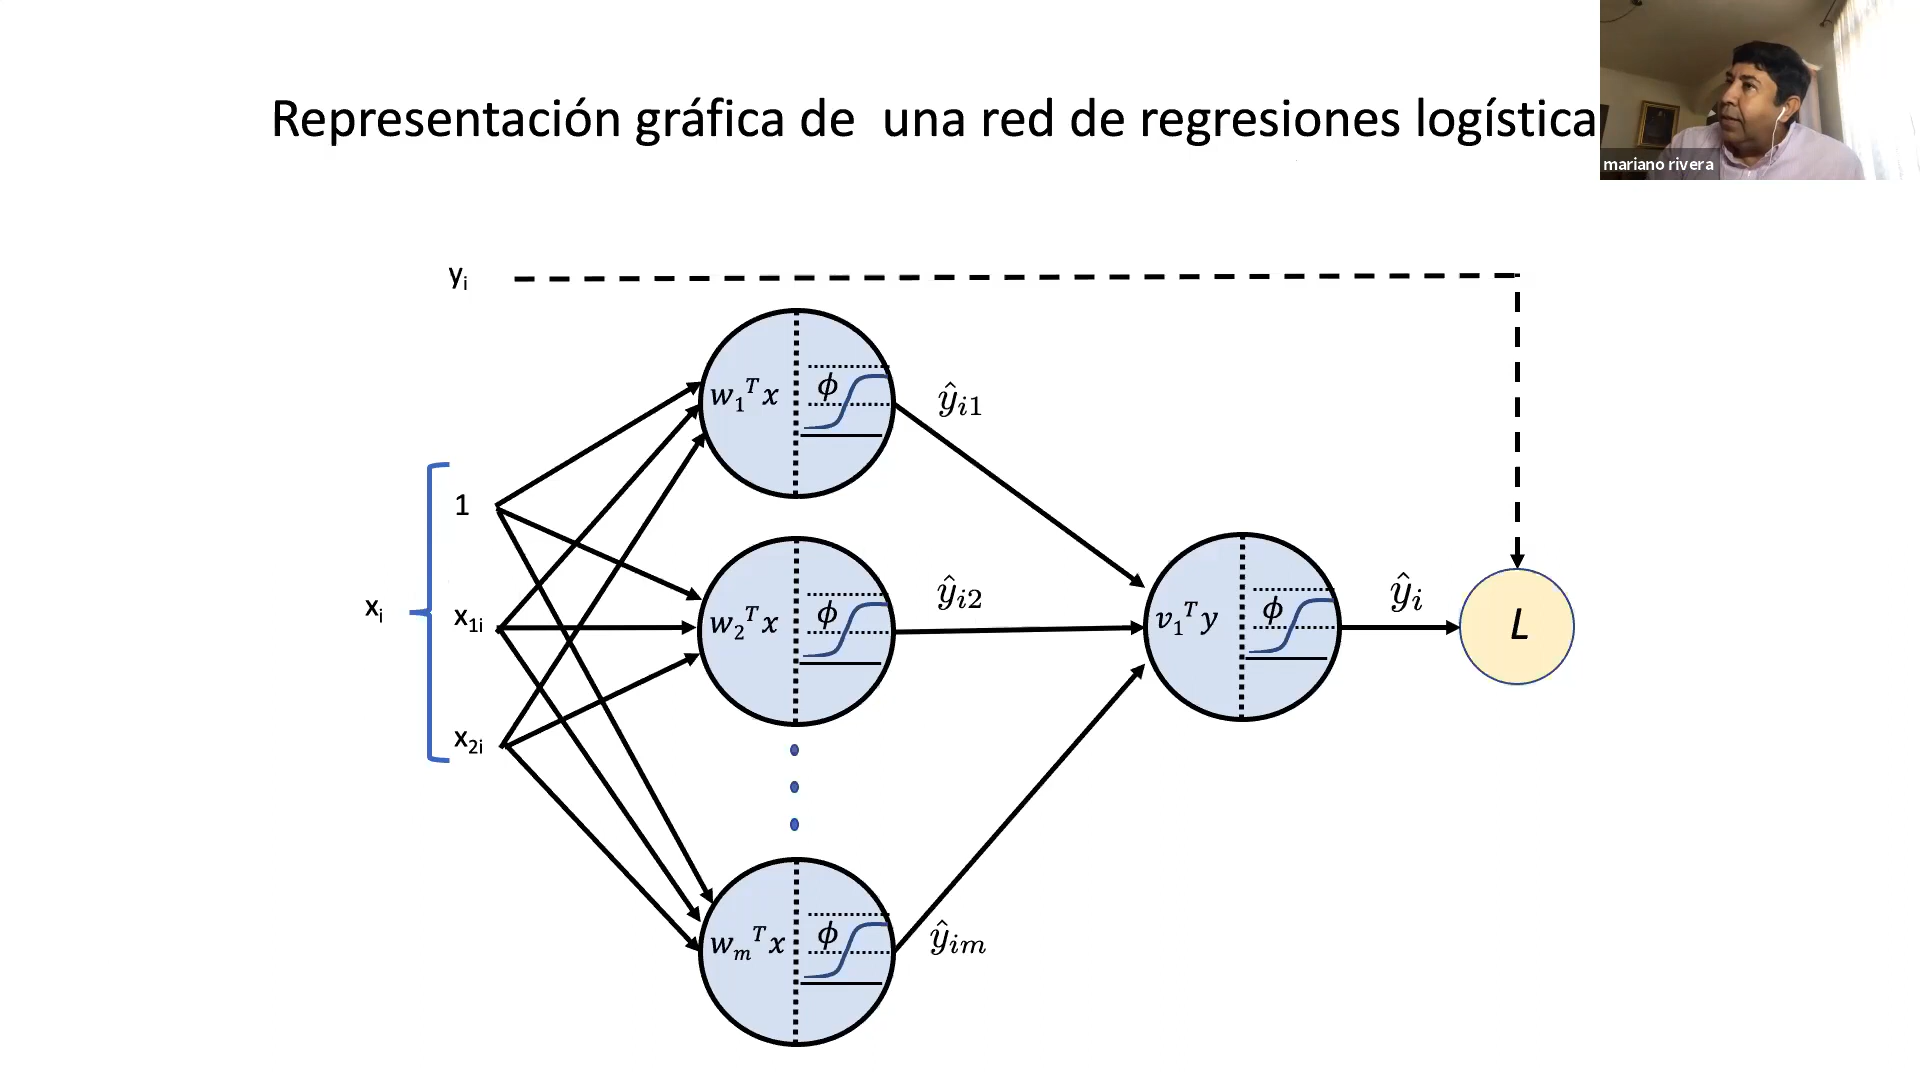 Representación gráfica de una red de regresiones logística
mariano rivera
yᵢ
w₁ᵀx ϕ
ŷᵢ₁
1
x₁ᵢ
xᵢ
x₂ᵢ
w₂ᵀx ϕ
ŷᵢ₂
v₁ᵀy ϕ
ŷᵢ
L
wₘᵀx ϕ
ŷᵢₘ